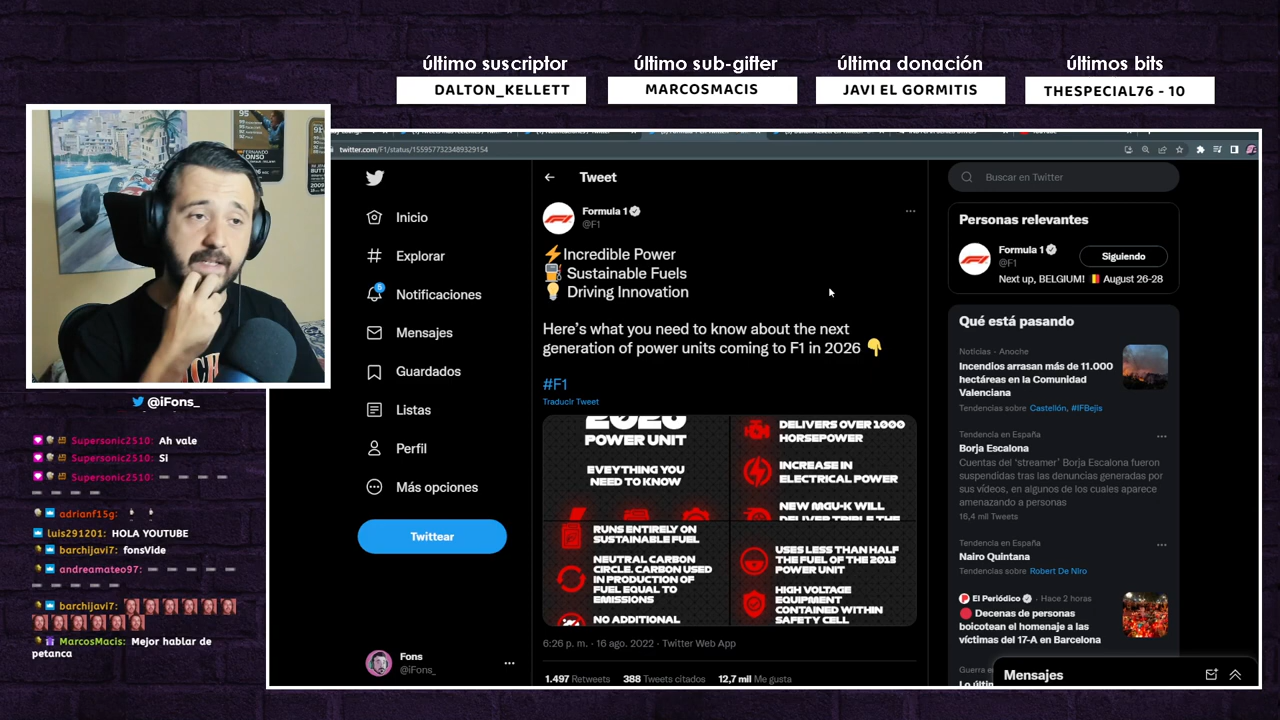 último suscriptor
DALTON_KELLETT
último sub-gifter
MARCOSMACIS
última donación
JAVI EL GORMITIS
últimos bits
THESPECIAL76 - 10
@iFons_
Supersonic2510: Ah vale
Supersonic2510: Si
Supersonic2510:
adrianf15g:
luis291201: HOLA YOUTUBE
barchijavi7: fonsVide
andreamateo97:
barchijavi7:
MarcosMacis: Mejor hablar de
petanca
twitter.com/F1/status/1559577323489329154
Inicio
Explorar
6
Notificaciones
Mensajes
Guardados
Listas
Perfil
Más opciones
Twittear
Fons
@iFons_
Tweet
Formula 1
@F1
⚡Incredible Power
⛽ Sustainable Fuels
💡 Driving Innovation
Here's what you need to know about the next
generation of power units coming to F1 in 2026 👇
#F1
Traducir Tweet
2026
POWER UNIT
EVEYTHING YOU
NEED TO KNOW
DELIVERS OVER 1000
HORSEPOWER
INCREASE IN
ELECTRICAL POWER
NEW MGU-K WILL
DELIVER TRIPLE THE
RUNS ENTIRELY ON
SUSTAINABLE FUEL
NEUTRAL CARBON
CIRCLE. CARBON USED
IN PRODUCTION OF
FUEL EQUAL TO
EMISSIONS
NO ADDITIONAL
USES LESS THAN HALF
THE FUEL OF THE 2013
POWER UNIT
HIGH VOLTAGE
EQUIPMENT
CONTAINED WITHIN
SAFETY CELL
6:26 p. m. · 16 ago. 2022 · Twitter Web App
1.497 Retweets 388 Tweets citados 12,7 mil Me gusta
Buscar en Twitter
Personas relevantes
Formula 1
@F1
Siguiendo
Next up, BELGIUM! 🇧🇪 August 26-28
Qué está pasando
Noticias · Anoche
Incendios arrasan más de 11.000
hectáreas en la Comunidad
Valenciana
Tendencias sobre Castellón, #IFBejis
Tendencia en España
Borja Escalona
Cuentas del 'streamer' Borja Escalona fueron
suspendidas tras las denuncias generadas por
sus vídeos, en algunos de los cuales aparece
amenazando a personas
16,4 mil Tweets
Tendencia en España
Nairo Quintana
Tendencias sobre Robert De Niro
El Periódico · Hace 2 horas
🔴 Decenas de personas
boicotean el homenaje a las
víctimas del 17-A en Barcelona
Mensajes